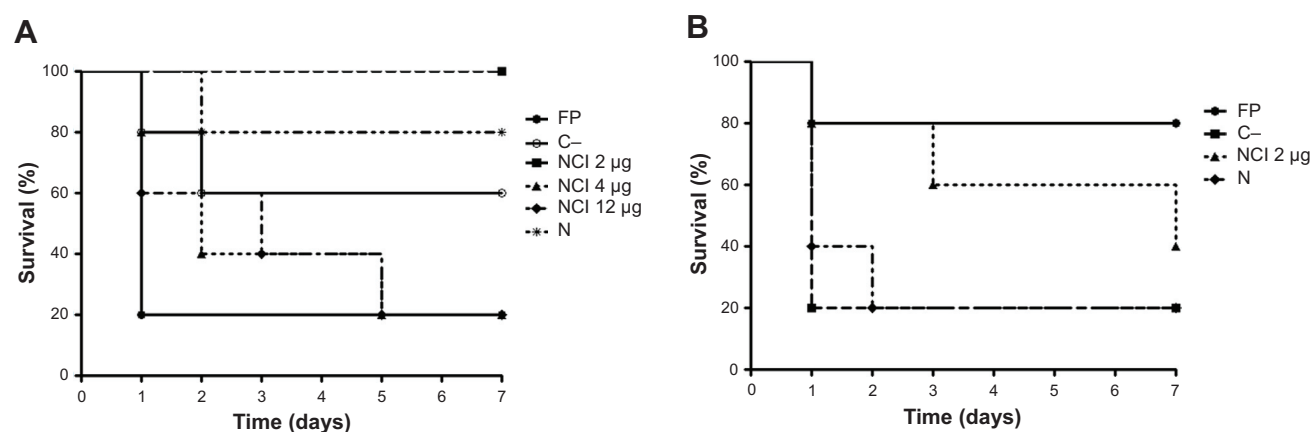 A
Survival (%)
100
80
60
40
20
0
0 1 2 3 4 5 6 7
Time (days)
FP
C–
NCI 2 µg
NCI 4 µg
NCI 12 µg
N
B
Survival (%)
100
80
60
40
20
0
0 1 2 3 4 5 6 7
Time (days)
FP
C–
NCI 2 µg
N